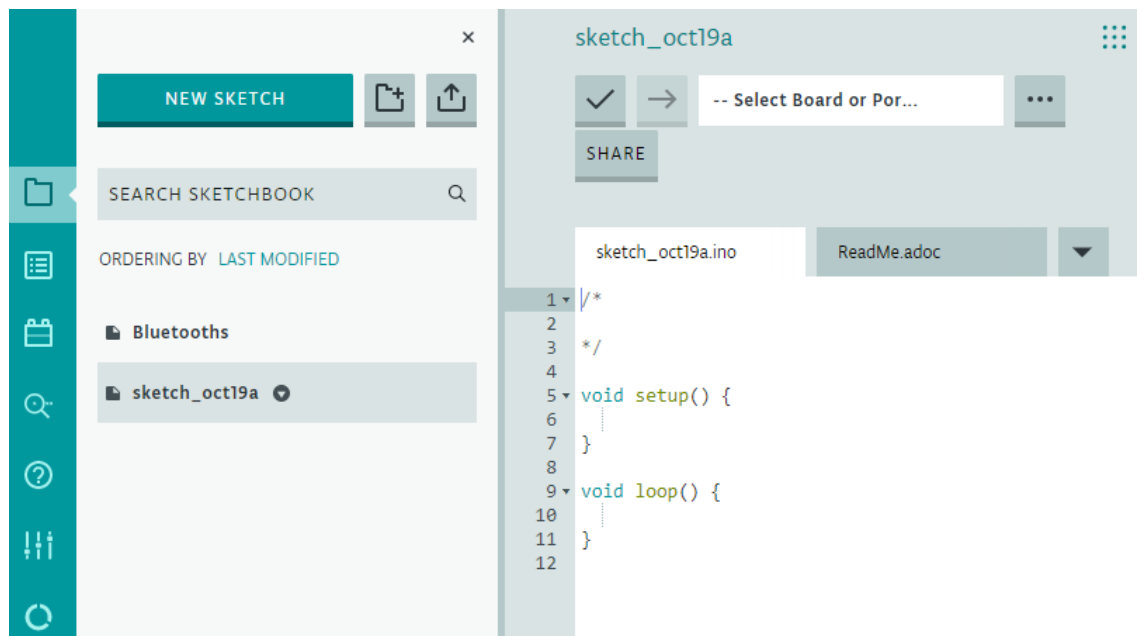 NEW SKETCH
SEARCH SKETCHBOOK
ORDERING BY LAST MODIFIED
Bluetooths
sketch_oct19a
sketch_oct19a
-- Select Board or Por...
SHARE
sketch_oct19a.ino ReadMe.adoc
1 /*
2
3 */
4
5 void setup() {
6
7 }
8
9 void loop() {
10
11 }
12